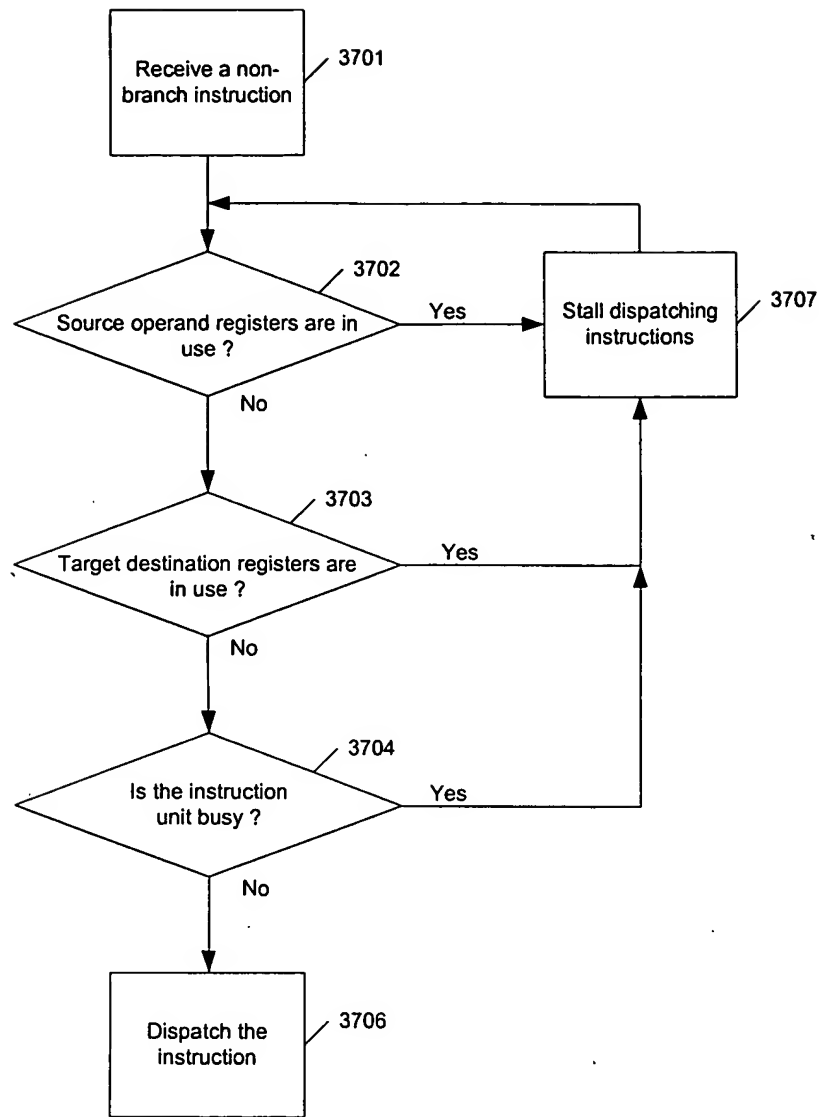 Receive a non-
branch instruction
3701
3702
Source operand registers are in
use ?
Yes
Stall dispatching
instructions
3707
No
3703
Target destination registers are
in use ?
Yes
No
3704
Is the instruction
unit busy ?
Yes
No
Dispatch the
instruction
3706